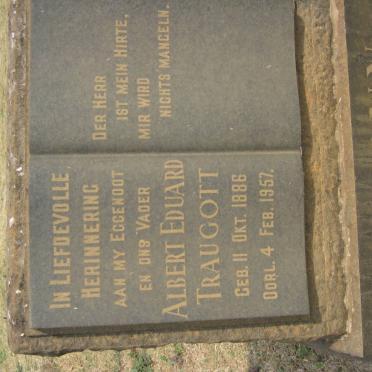 IN LIEFDEVOLLE
HERINNERING
AAN MY EGGENOOT
EN ONS VADER
ALBERT EDUARD
TRAUGOTT
GEB. 11 OKT. 1886
OORL. 4 FEB. 1957.
DER HERR
IST MEIN HIRTE,
MIR WIRD
NICHTS MANGELN.